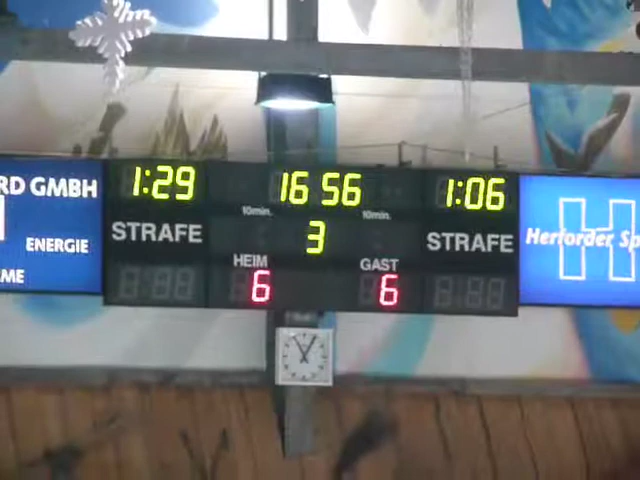 RD GMBH
ENERGIE
ME
1:29
16 56
1:06
10min.
10min.
STRAFE
3
STRAFE
HEIM
GAST
6
6
Herforder Sp
H